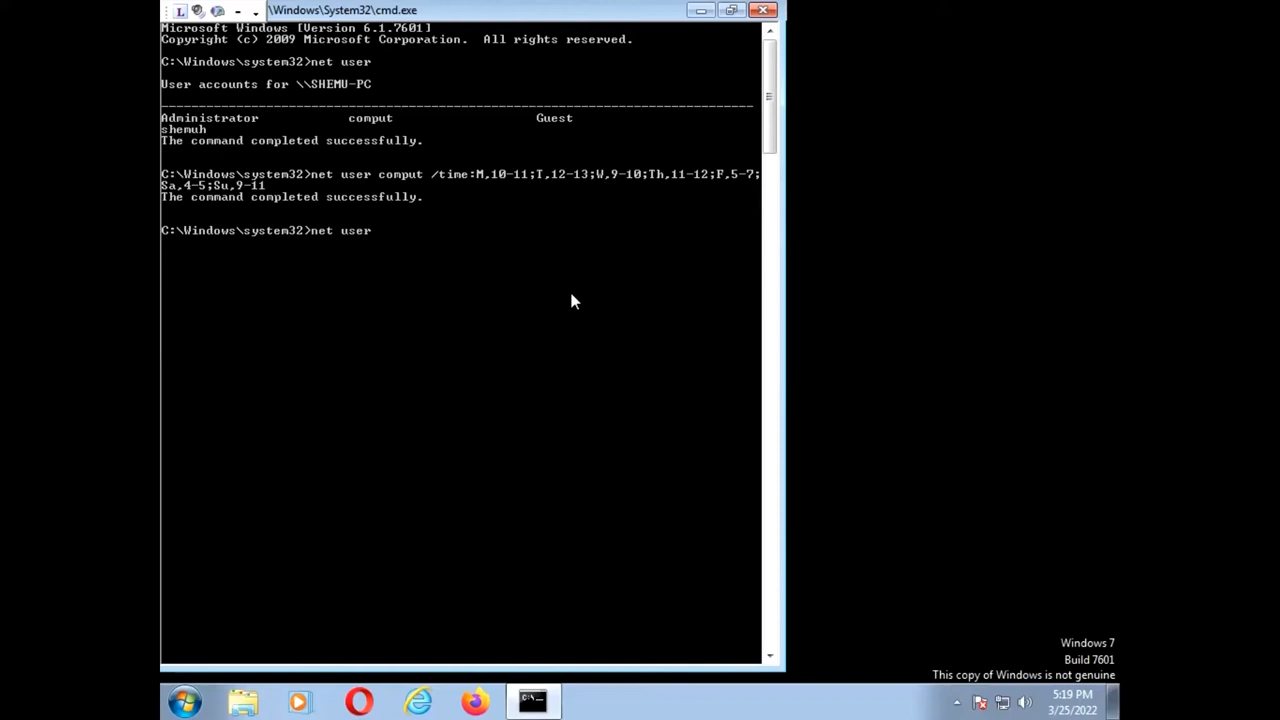 L
\Windows\System32\cmd.exe
Microsoft Windows [Version 6.1.7601]
Copyright (c) 2009 Microsoft Corporation.  All rights reserved.
C:\Windows\system32>net user
User accounts for \\SHEMU-PC
-------------------------------------------------------------------------------
Administrator            comput                   Guest
shemuh
The command completed successfully.
C:\Windows\system32>net user comput /time:M,10-11;T,12-13;W,9-10;Th,11-12;F,5-7;
Sa,4-5;Su,9-11
The command completed successfully.
C:\Windows\system32>net user
Windows 7
Build 7601
This copy of Windows is not genuine
C:\_
5:19 PM
3/25/2022